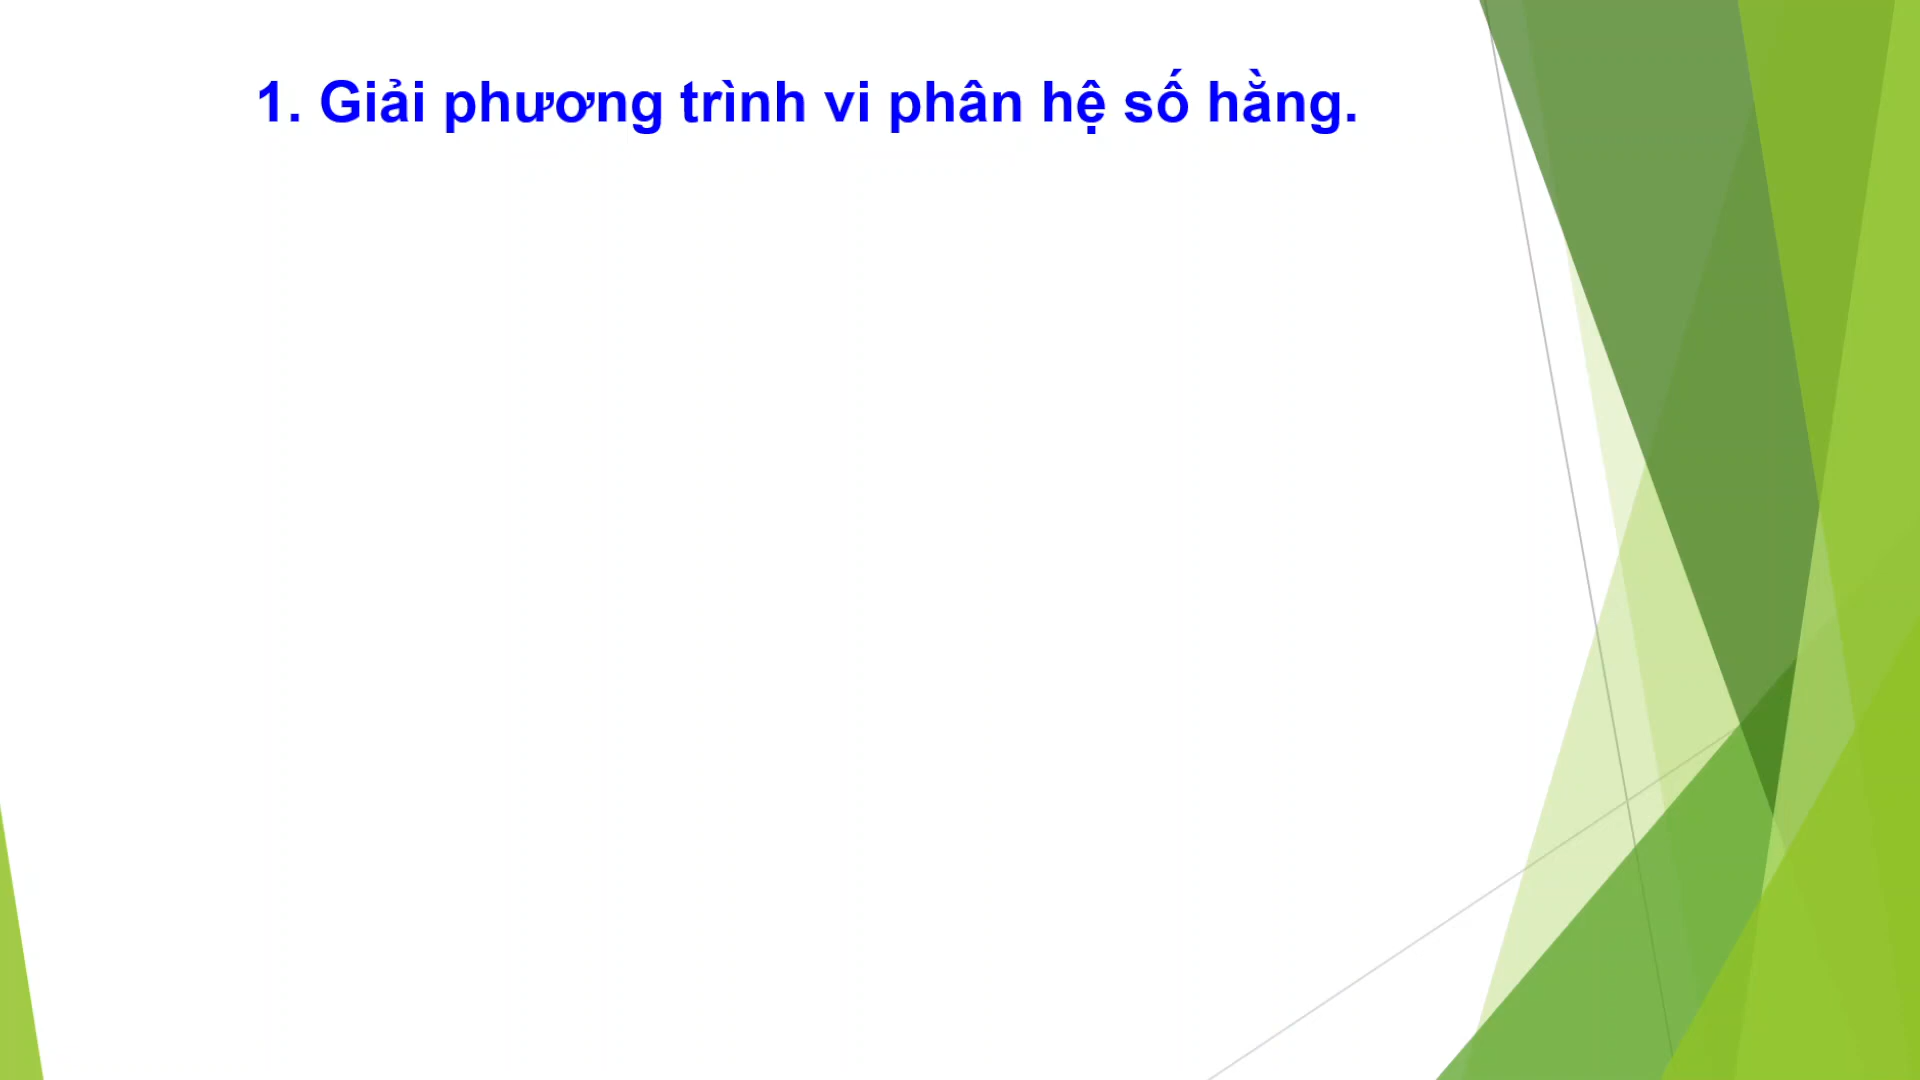 1. Giải phương trình vi phân hệ số hằng.